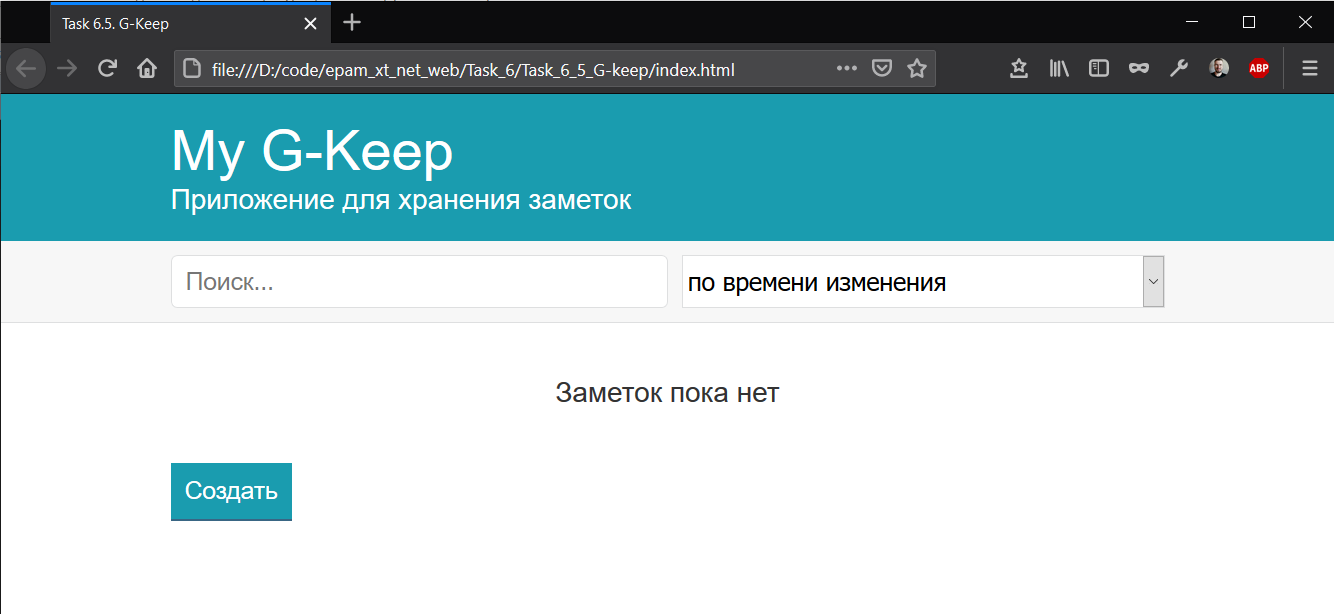 Task 6.5. G-Keep
file:///D:/code/epam_xt_net_web/Task_6/Task_6_5_G-keep/index.html
ABP
My G-Keep
Приложение для хранения заметок
Поиск...
по времени изменения
Заметок пока нет
Создать